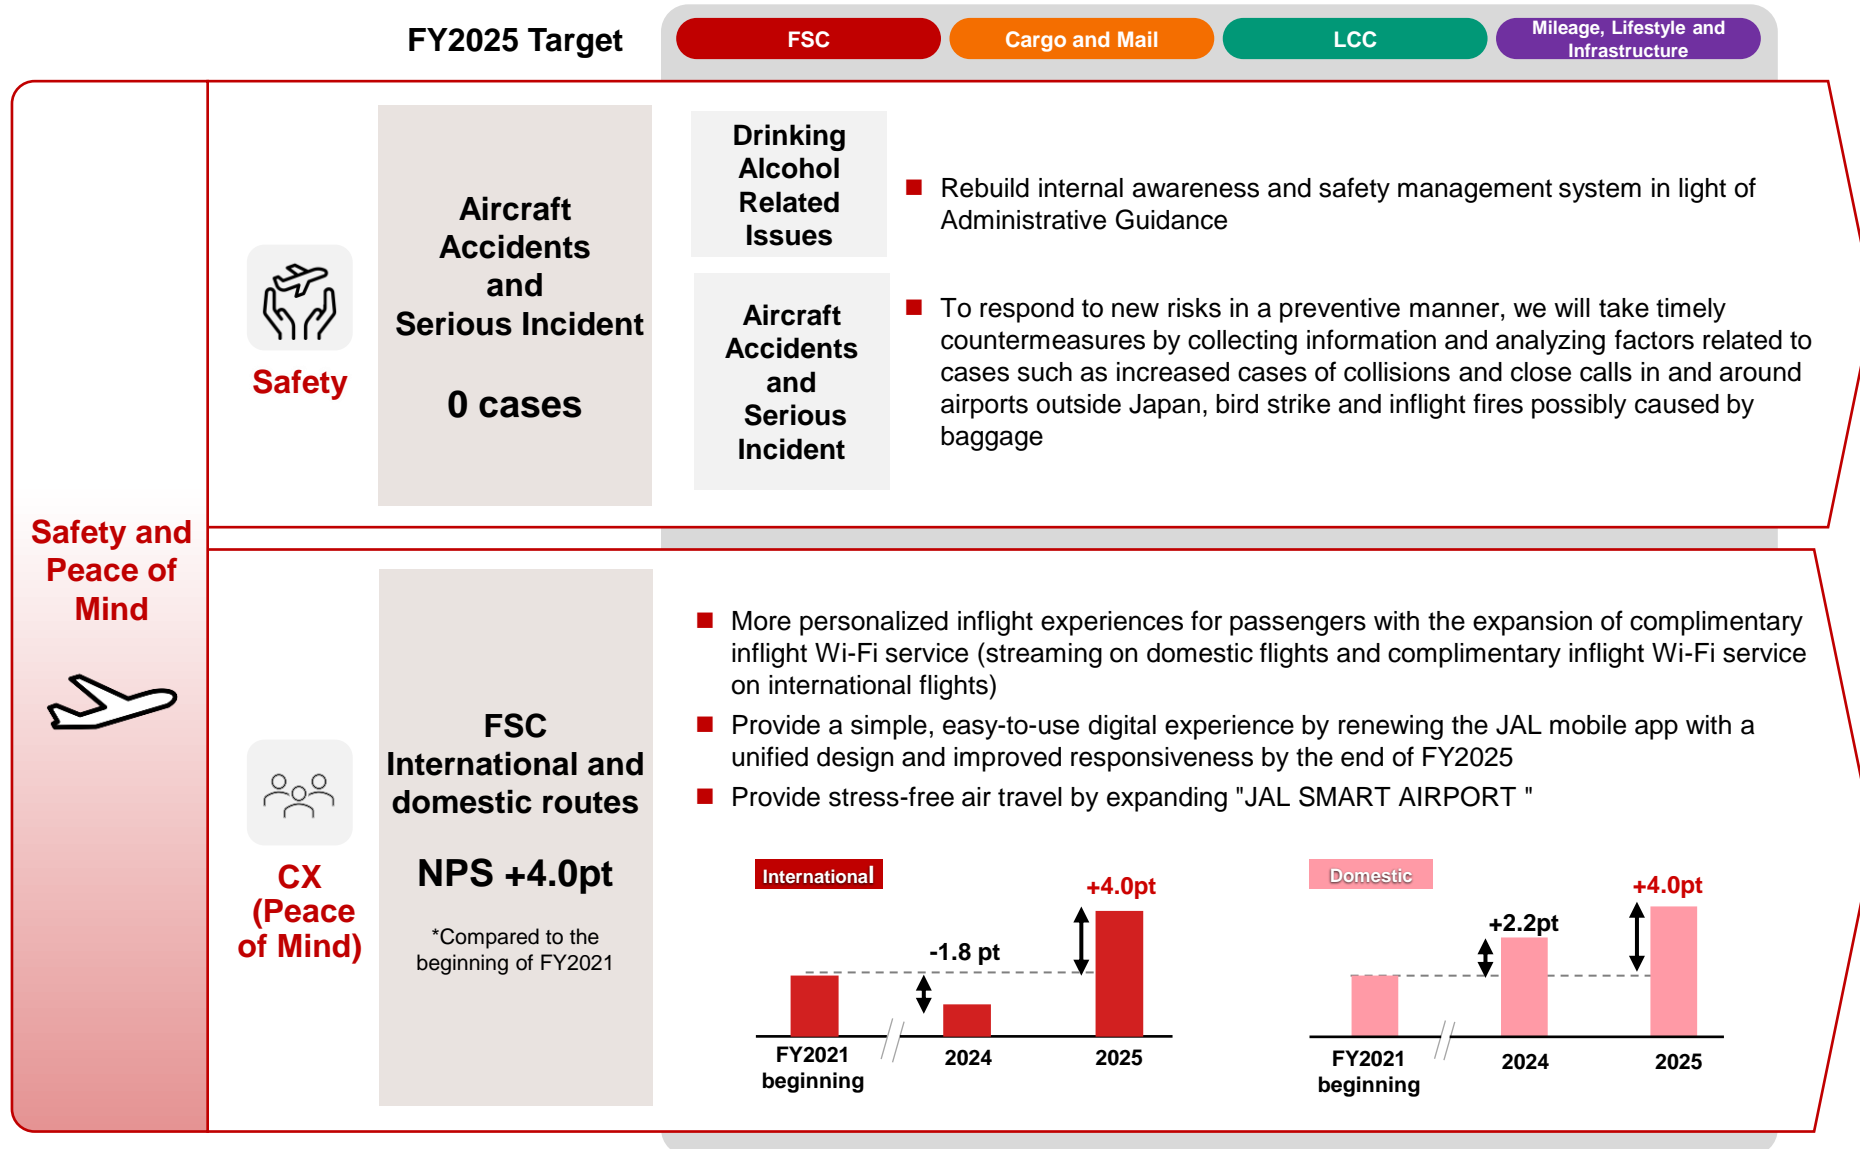 FY2025 Target
FSC
Cargo and Mail
LCC
Mileage, Lifestyle and
Infrastructure
Safety and
Peace of
Mind
Safety
Aircraft
Accidents
and
Serious Incident
0 cases
Drinking
Alcohol
Related
Issues
■ Rebuild internal awareness and safety management system in light of
Administrative Guidance
Aircraft
Accidents
and
Serious
Incident
■ To respond to new risks in a preventive manner, we will take timely
countermeasures by collecting information and analyzing factors related to
cases such as increased cases of collisions and close calls in and around
airports outside Japan, bird strike and inflight fires possibly caused by
baggage
CX
(Peace
of Mind)
FSC
International and
domestic routes
NPS +4.0pt
*Compared to the
beginning of FY2021
■ More personalized inflight experiences for passengers with the expansion of complimentary
inflight Wi-Fi service (streaming on domestic flights and complimentary inflight Wi-Fi service
on international flights)
■ Provide a simple, easy-to-use digital experience by renewing the JAL mobile app with a
unified design and improved responsiveness by the end of FY2025
■ Provide stress-free air travel by expanding "JAL SMART AIRPORT "
International
-1.8 pt
+4.0pt
FY2021
beginning
2024
2025
Domestic
+2.2pt
+4.0pt
FY2021
beginning
2024
2025